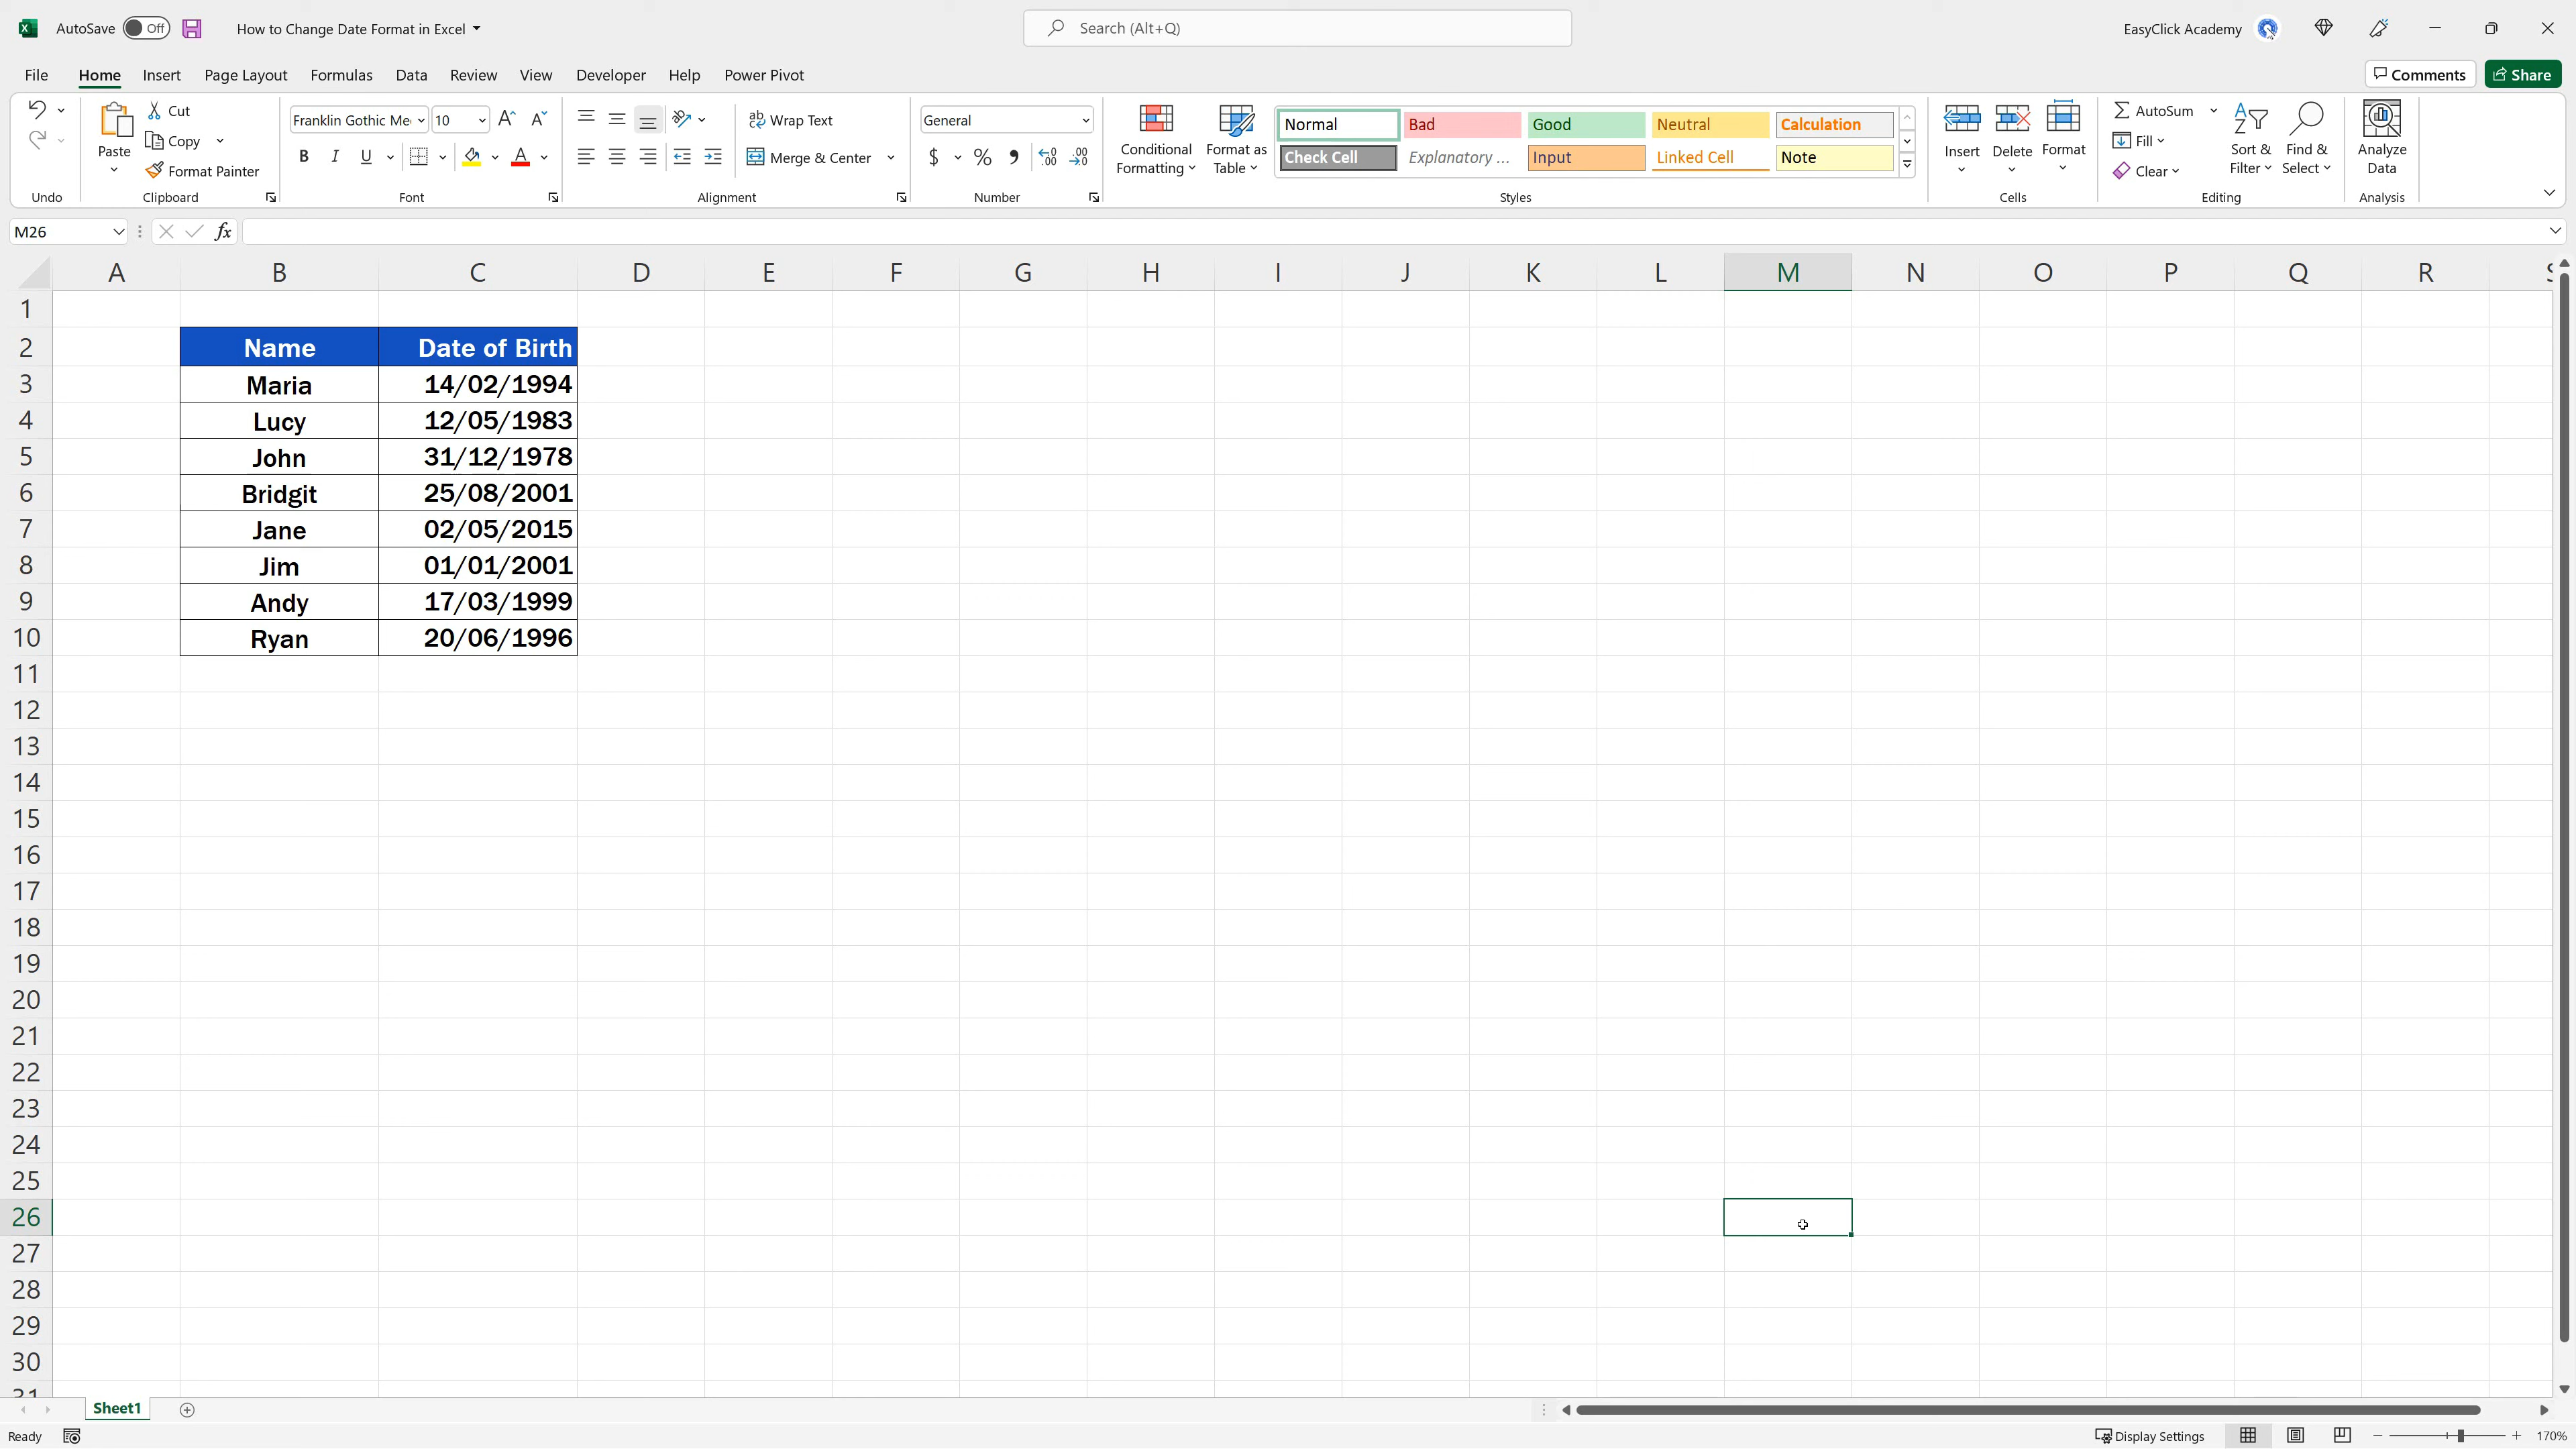 AutoSave Off How to Change Date Format in Excel Search (Alt+Q) EasyClick Academy
File Home Insert Page Layout Formulas Data Review View Developer Help Power Pivot Comments Share
Paste Cut Copy Format Painter
Franklin Gothic Me 10
B I U A
Wrap Text
Merge & Center
General
$ % 9
Conditional Formatting Format as Table
Normal Bad Good Neutral Calculation
Check Cell Explanatory ... Input Linked Cell Note
Insert Delete Format
AutoSum
Fill
Clear
Sort & Filter Find & Select Analyze Data
Undo Clipboard Font Alignment Number Styles Cells Editing Analysis
M26 fx
A B C D E F G H I J K L M N O P Q R S
1
2 Name Date of Birth
3 Maria 14/02/1994
4 Lucy 12/05/1983
5 John 31/12/1978
6 Bridgit 25/08/2001
7 Jane 02/05/2015
8 Jim 01/01/2001
9 Andy 17/03/1999
10 Ryan 20/06/1996
11
12
13
14
15
16
17
18
19
20
21
22
23
24
25
26
27
28
29
30
31
Sheet1
Ready Display Settings 170%